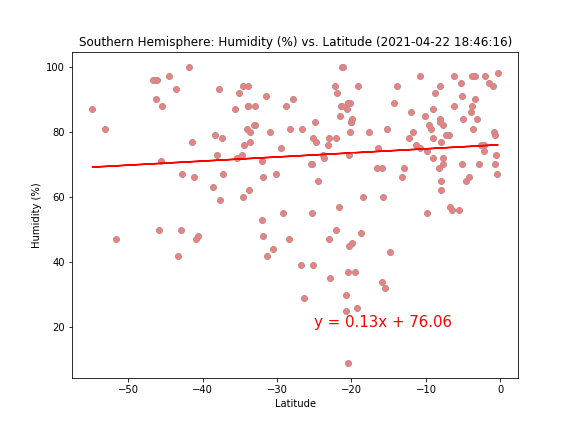 Southern Hemisphere: Humidity (%) vs. Latitude (2021-04-22 18:46:16)
100
80
60
40
20
Humidity (%)
y = 0.13x + 76.06
−50 −40 −30 −20 −10 0
Latitude